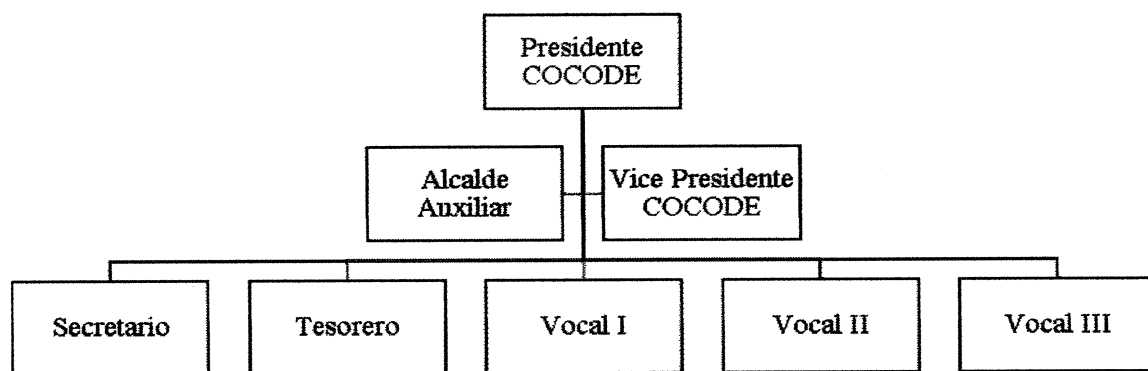 Presidente
COCODE
Alcalde
Auxiliar
Vice Presidente
COCODE
Secretario
Tesorero
Vocal I
Vocal II
Vocal III